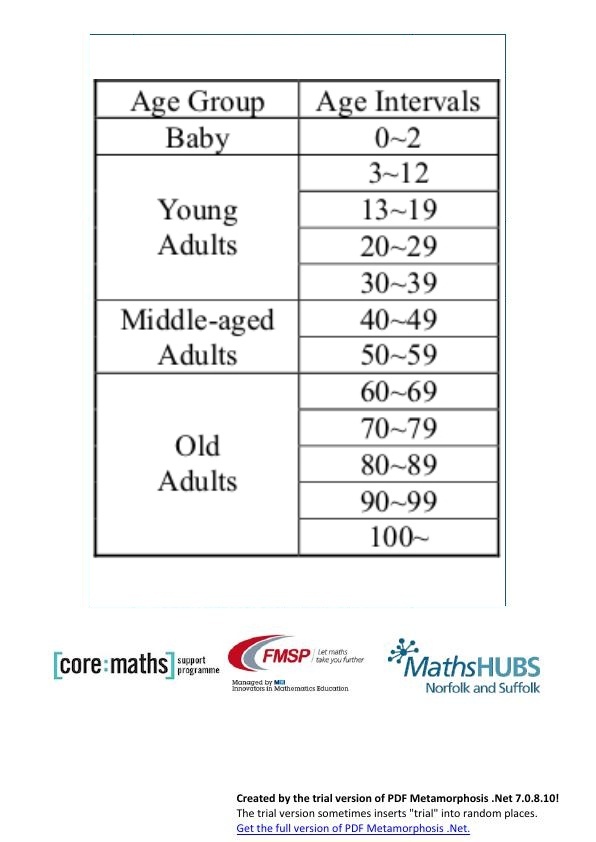 Age Group Age Intervals
Baby 0~2
3~12
Young 13~19
Adults 20~29
30~39
Middle-aged 40~49
Adults 50~59
60~69
70~79
Old
Adults 80~89
90~99
100~
[core:maths] support programme
FMSP Let maths take you further
Managed by MEI
Innovators in Mathematics Education
MathsHUBS
Norfolk and Suffolk
Created by the trial version of PDF Metamorphosis .Net 7.0.8.10!
The trial version sometimes inserts "trial" into random places.
Get the full version of PDF Metamorphosis .Net.